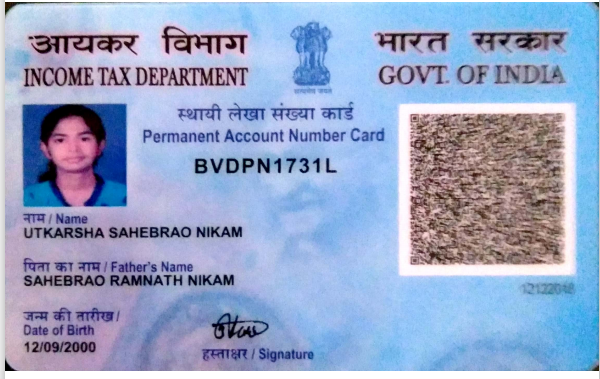 आयकर विभाग
INCOME TAX DEPARTMENT
सत्यमेव जयते
भारत सरकार
GOVT. OF INDIA
स्थायी लेखा संख्या कार्ड
Permanent Account Number Card
BVDPN1731L
नाम / Name
UTKARSHA SAHEBRAO NIKAM
पिता का नाम / Father's Name
SAHEBRAO RAMNATH NIKAM
जन्म की तारीख /
Date of Birth
12/09/2000
हस्ताक्षर / Signature
12122018